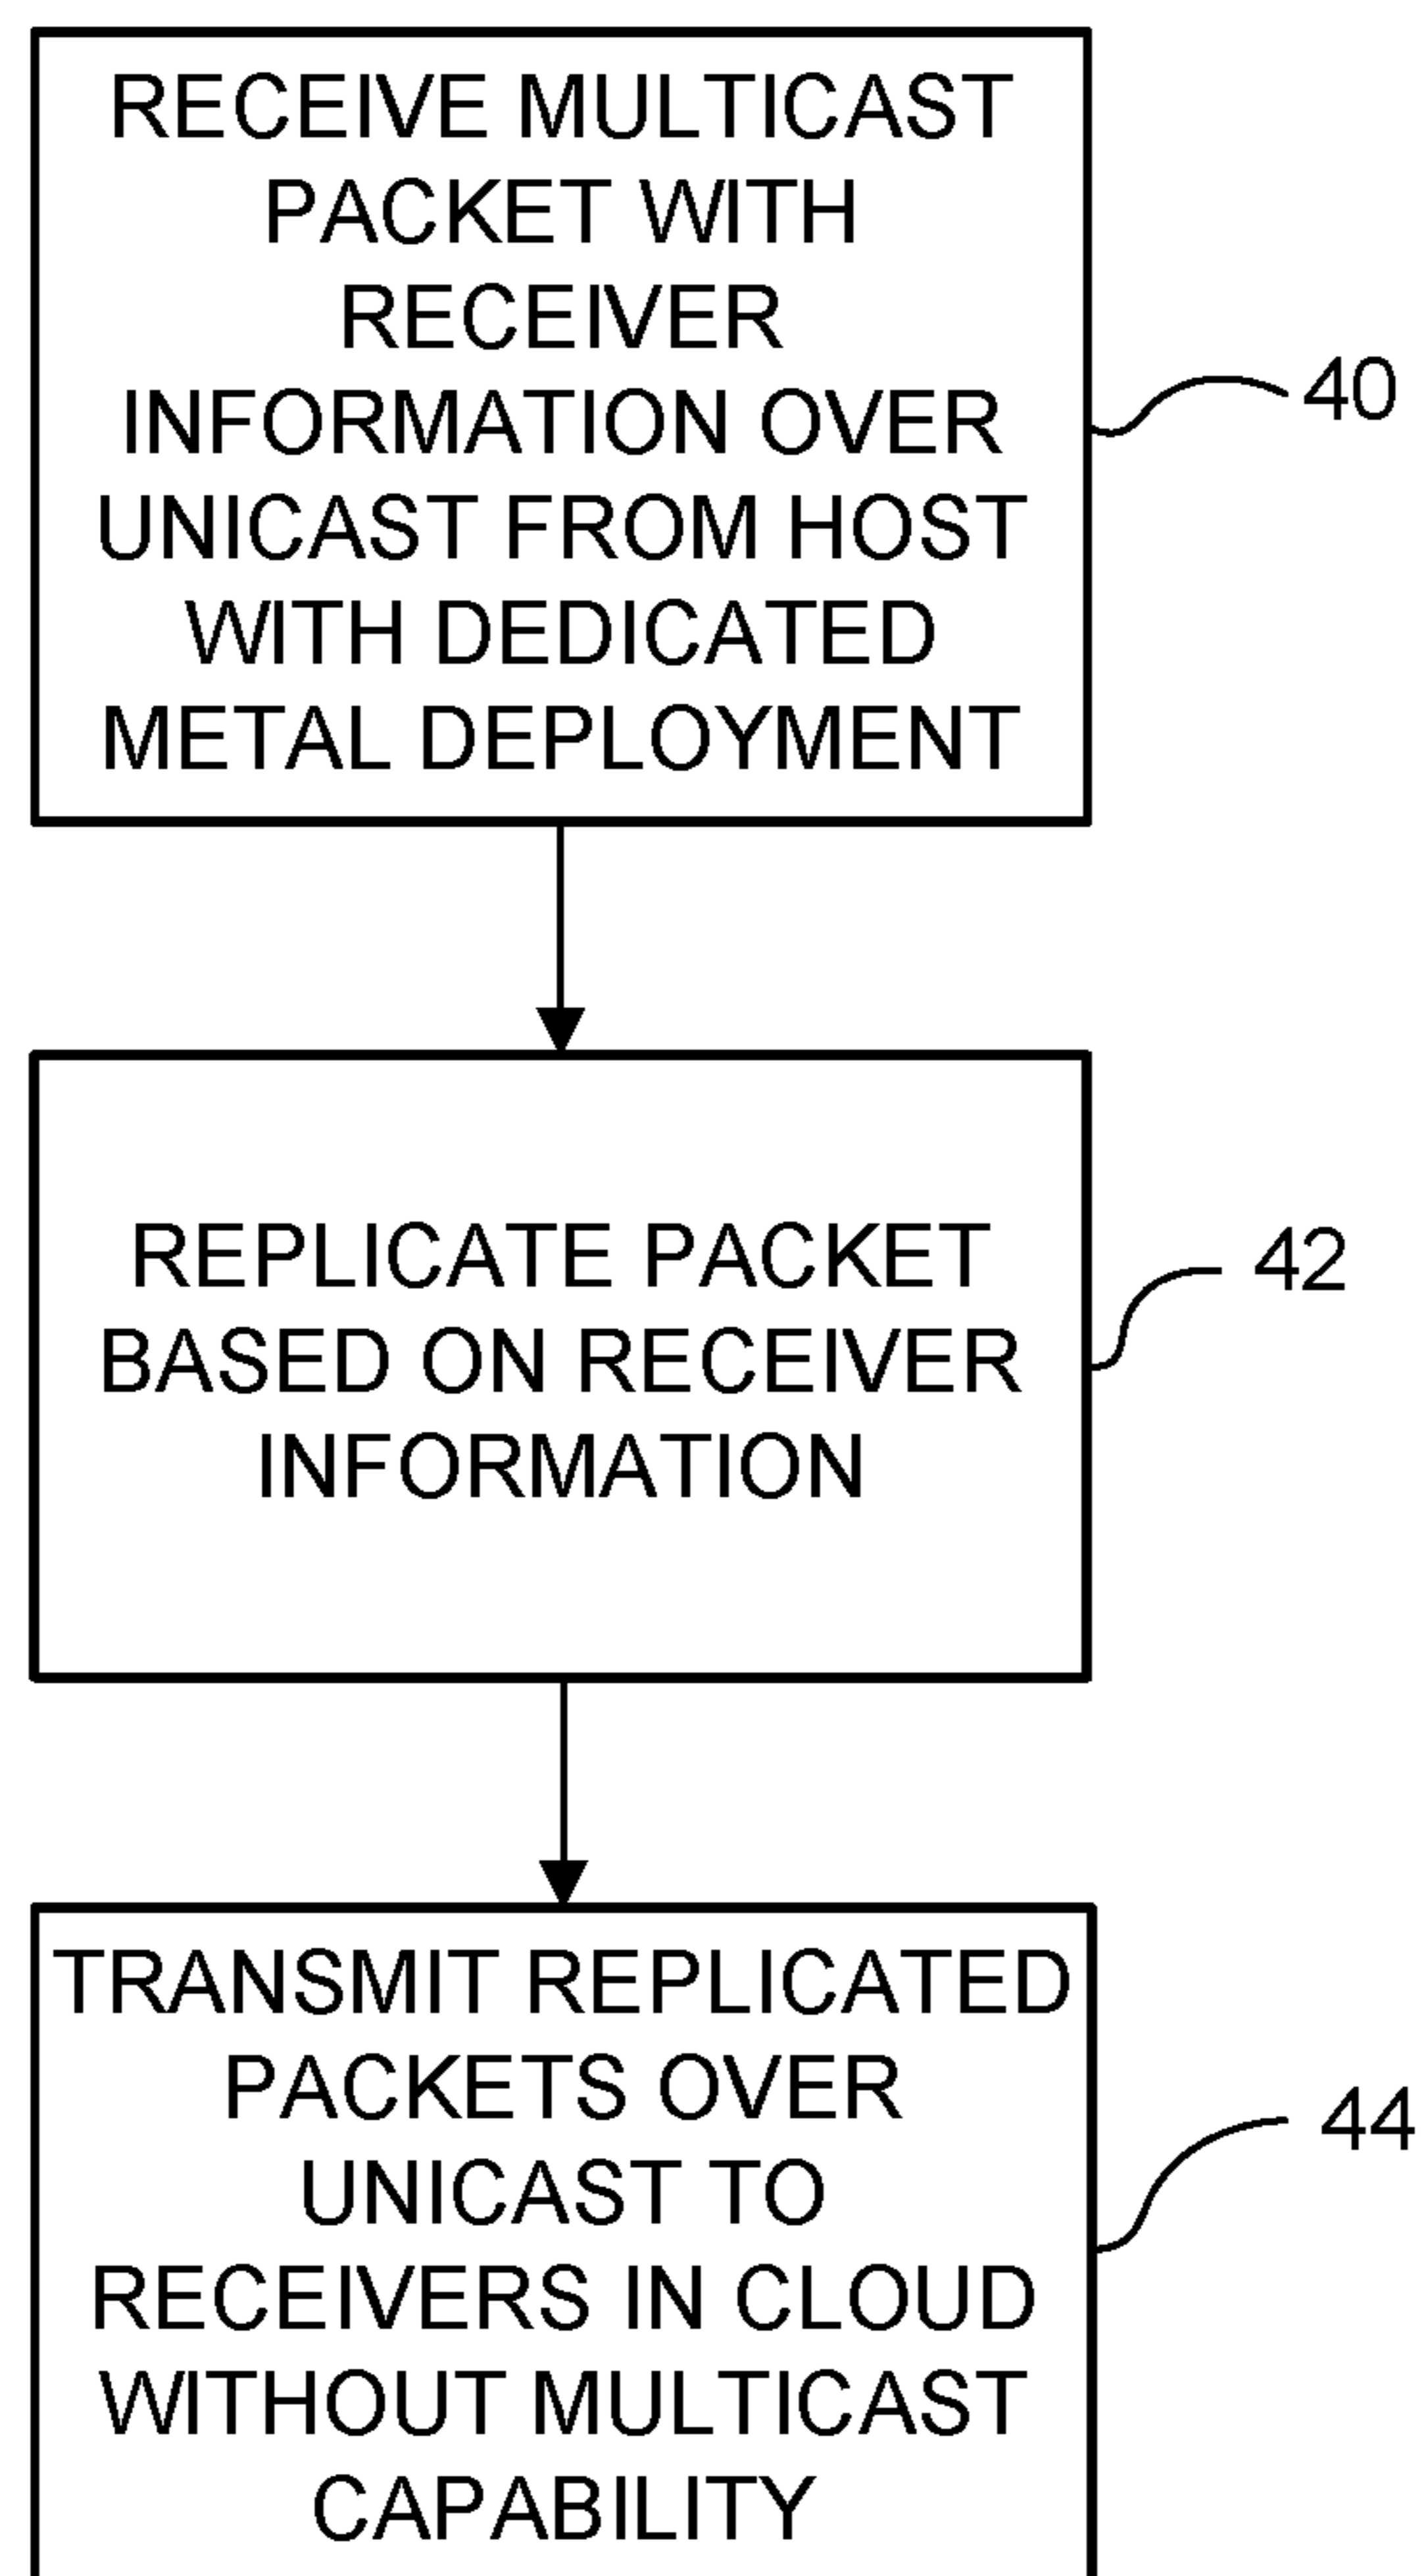 RECEIVE MULTICAST
PACKET WITH
RECEIVER
INFORMATION OVER
UNICAST FROM HOST
WITH DEDICATED
METAL DEPLOYMENT
40
REPLICATE PACKET
BASED ON RECEIVER
INFORMATION
42
TRANSMIT REPLICATED
PACKETS OVER
UNICAST TO
RECEIVERS IN CLOUD
WITHOUT MULTICAST
CAPABILITY
44